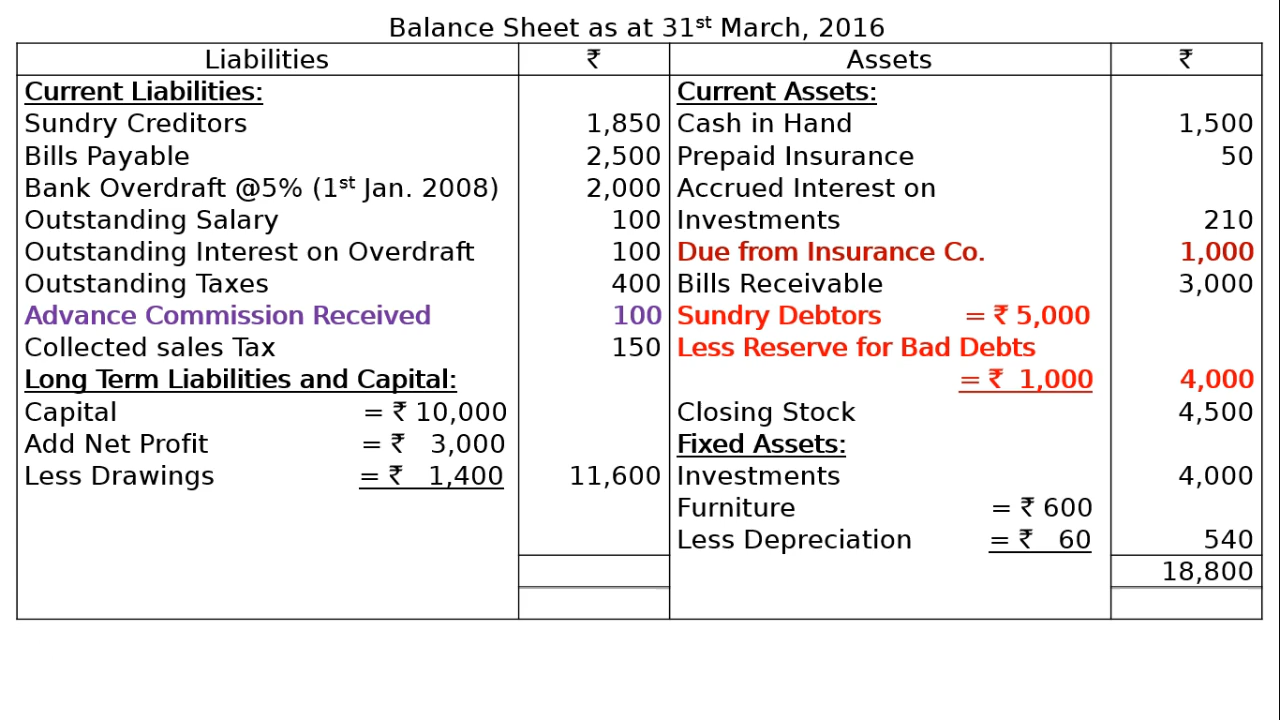 Balance Sheet as at 31st March, 2016
Liabilities ₹ Assets ₹
Current Liabilities: Current Assets:
Sundry Creditors 1,850 Cash in Hand 1,500
Bills Payable 2,500 Prepaid Insurance 50
Bank Overdraft @5% (1st Jan. 2008) 2,000 Accrued Interest on
Outstanding Salary 100 Investments 210
Outstanding Interest on Overdraft 100 Due from Insurance Co. 1,000
Outstanding Taxes 400 Bills Receivable 3,000
Advance Commission Received 100 Sundry Debtors = ₹ 5,000
Collected sales Tax 150 Less Reserve for Bad Debts
Long Term Liabilities and Capital: = ₹ 1,000 4,000
Capital = ₹ 10,000 Closing Stock 4,500
Add Net Profit = ₹ 3,000 Fixed Assets:
Less Drawings = ₹ 1,400 11,600 Investments 4,000
Furniture = ₹ 600
Less Depreciation = ₹ 60 540
18,800